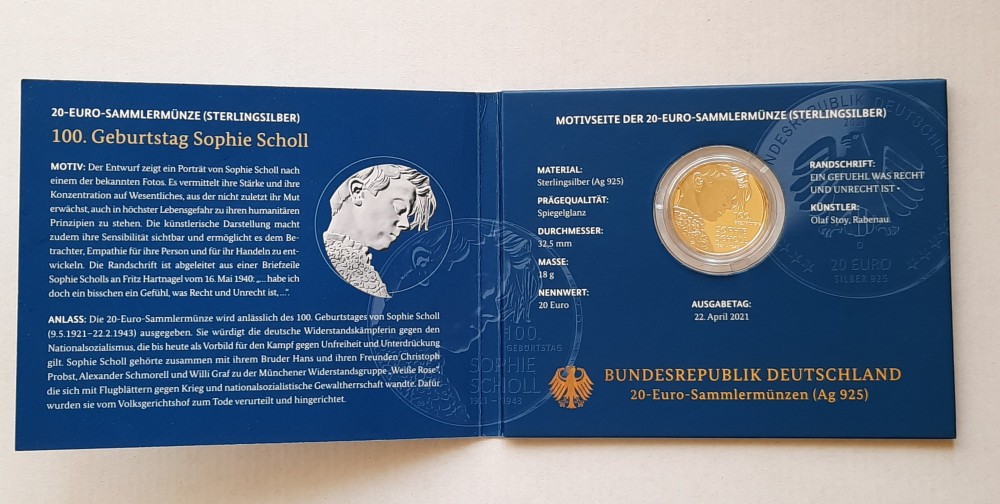 20-EURO-SAMMLERMÜNZE (STERLINGSILBER)
100. Geburtstag Sophie Scholl
MOTIV: Der Entwurf zeigt ein Porträt von Sophie Scholl nach
einem der bekannten Fotos. Es vermittelt ihre Stärke und ihre
Konzentration auf Wesentliches, aus der nicht zuletzt ihr Mut
erwächst, auch in höchster Lebensgefahr zu ihren humanitären
Prinzipien zu stehen. Die künstlerische Darstellung macht
zudem ihre Sensibilität sichtbar und ermöglicht es dem Be-
trachter, Empathie für ihre Person und für ihr Handeln zu ent-
wickeln. Die Randschrift ist abgeleitet aus einer Briefzeile
Sophie Scholls an Fritz Hartnagel vom 16. Mai 1940: „... habe ich
doch ein bisschen ein Gefühl, was Recht und Unrecht ist, ...“.
ANLASS: Die 20-Euro-Sammlermünze wird anlässlich des 100. Geburtstages von Sophie Scholl
(9.5.1921–22.2.1943) ausgegeben. Sie würdigt die deutsche Widerstandskämpferin gegen den
Nationalsozialismus, die bis heute als Vorbild für den Kampf gegen Unfreiheit und Unterdrückung
gilt. Sophie Scholl gehörte zusammen mit ihrem Bruder Hans und ihren Freunden Christoph
Probst, Alexander Schmorell und Willi Graf zu der Münchener Widerstandsgruppe „Weiße Rose“,
die sich mit Flugblättern gegen Krieg und nationalsozialistische Gewaltherrschaft wandte. Dafür
wurden sie vom Volksgerichtshof zum Tode verurteilt und hingerichtet.
100.
GEBURTSTAG
SOPHIE
SCHOLL
1921 – 1943
MOTIVSEITE DER 20-EURO-SAMMLERMÜNZE (STERLINGSILBER)
MATERIAL:
Sterlingsilber (Ag 925)
PRÄGEQUALITÄT:
Spiegelglanz
DURCHMESSER:
32,5 mm
MASSE:
18 g
NENNWERT:
20 Euro
100.
SOPHIE
SCHOLL
AUSGABETAG:
22. April 2021
RANDSCHRIFT:
EIN GEFUEHL WAS RECHT
UND UNRECHT IST •
KÜNSTLER:
Olaf Stoy, Rabenau
BUNDESREPUBLIK DEUTSCHLAND
2021
D
20 EURO
SILBER 925
BUNDESREPUBLIK DEUTSCHLAND
20-Euro-Sammlermünzen (Ag 925)